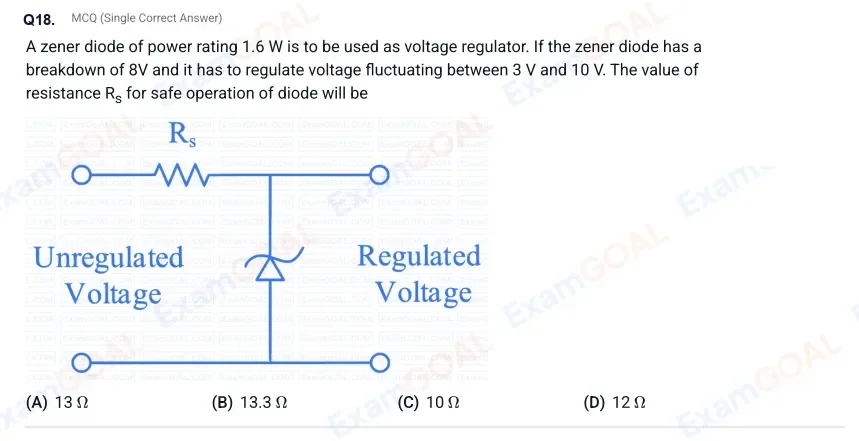 Q18. MCQ (Single Correct Answer)
A zener diode of power rating 1.6 W is to be used as voltage regulator. If the zener diode has a
breakdown of 8V and it has to regulate voltage fluctuating between 3 V and 10 V. The value of
resistance Rₛ for safe operation of diode will be
Rₛ
Unregulated
Voltage
Regulated
Voltage
(A) 13 Ω (B) 13.3 Ω (C) 10 Ω (D) 12 Ω
ExamGOAL